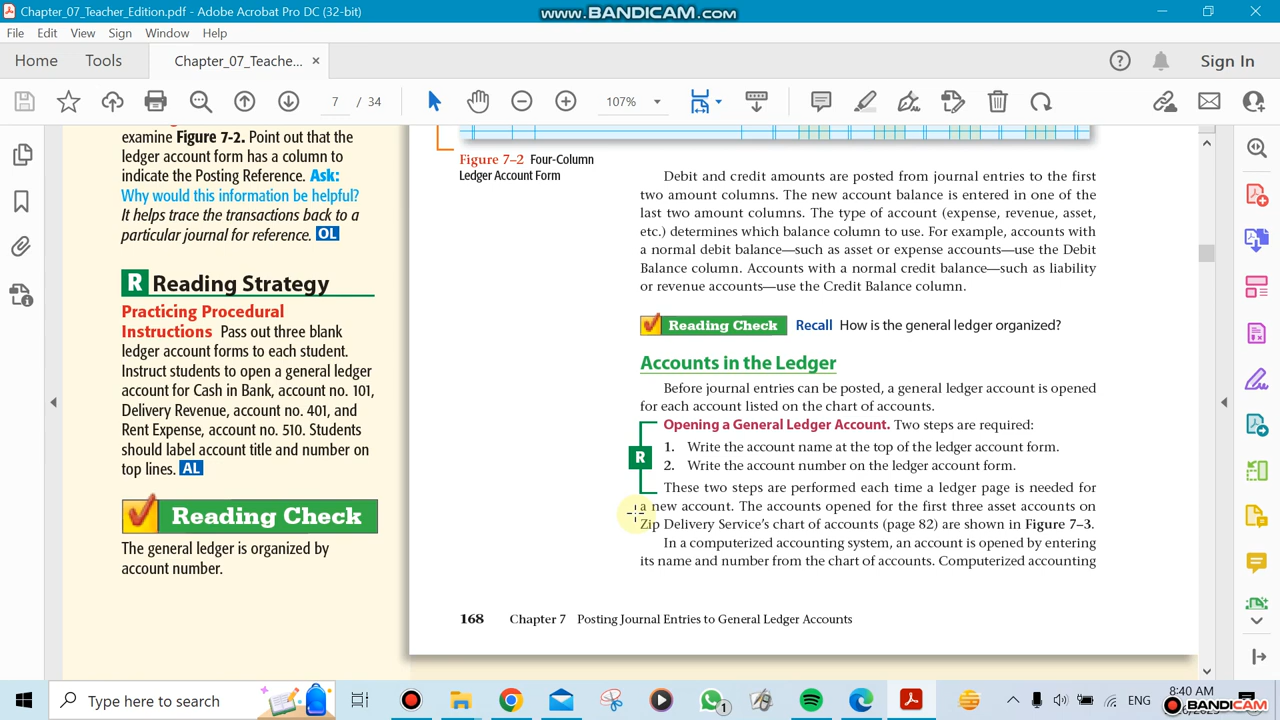 Chapter_07_Teacher_Edition.pdf - Adobe Acrobat Pro DC (32-bit)
www.BANDICAM.com
File Edit View Sign Window Help
Home Tools Chapter_07_Teache... × Sign In
7 / 34 107%
examine Figure 7-2. Point out that the
ledger account form has a column to
indicate the Posting Reference. Ask:
Why would this information be helpful?
It helps trace the transactions back to a
particular journal for reference. OL
R Reading Strategy
Practicing Procedural
Instructions Pass out three blank
ledger account forms to each student.
Instruct students to open a general ledger
account for Cash in Bank, account no. 101,
Delivery Revenue, account no. 401, and
Rent Expense, account no. 510. Students
should label account title and number on
top lines. AL
Reading Check
The general ledger is organized by
account number.
Figure 7–2 Four-Column
Ledger Account Form
Debit and credit amounts are posted from journal entries to the first
two amount columns. The new account balance is entered in one of the
last two amount columns. The type of account (expense, revenue, asset,
etc.) determines which balance column to use. For example, accounts with
a normal debit balance—such as asset or expense accounts—use the Debit
Balance column. Accounts with a normal credit balance—such as liability
or revenue accounts—use the Credit Balance column.
Reading Check Recall How is the general ledger organized?
Accounts in the Ledger
Before journal entries can be posted, a general ledger account is opened
for each account listed on the chart of accounts.
Opening a General Ledger Account. Two steps are required:
1. Write the account name at the top of the ledger account form.
R
2. Write the account number on the ledger account form.
These two steps are performed each time a ledger page is needed for
a new account. The accounts opened for the first three asset accounts on
Zip Delivery Service's chart of accounts (page 82) are shown in Figure 7–3.
In a computerized accounting system, an account is opened by entering
its name and number from the chart of accounts. Computerized accounting
168 Chapter 7 Posting Journal Entries to General Ledger Accounts
Type here to search
1
ENG
8:40 AM
BANDICAM